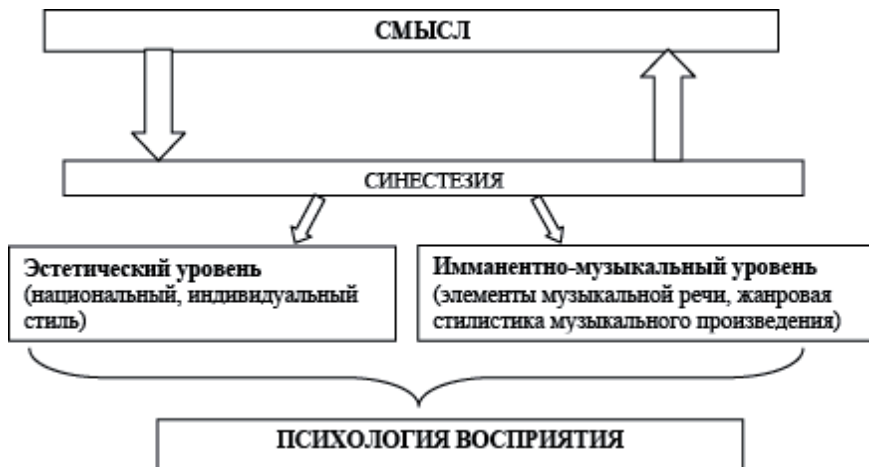 СМЫСЛ
СИНЕСТЕЗИЯ
Эстетический уровень
(национальный, индивидуальный
стиль)
Имманентно-музыкальный уровень
(элементы музыкальной речи, жанровая
стилистика музыкального произведения)
ПСИХОЛОГИЯ ВОСПРИЯТИЯ